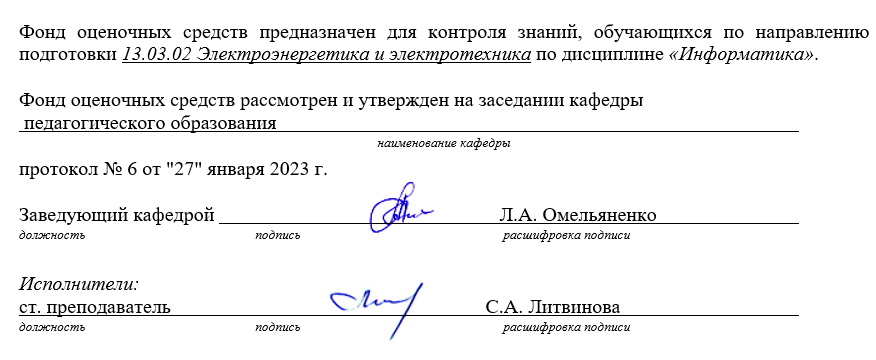 Фонд оценочных средств предназначен для контроля знаний, обучающихся по направлению
подготовки 13.03.02 Электроэнергетика и электротехника по дисциплине «Информатика».
Фонд оценочных средств рассмотрен и утвержден на заседании кафедры
педагогического образования
наименование кафедры
протокол № 6 от "27" января 2023 г.
Заведующий кафедрой Л.А. Омельяненко
должность подпись расшифровка подписи
Исполнители:
ст. преподаватель С.А. Литвинова
должность подпись расшифровка подписи